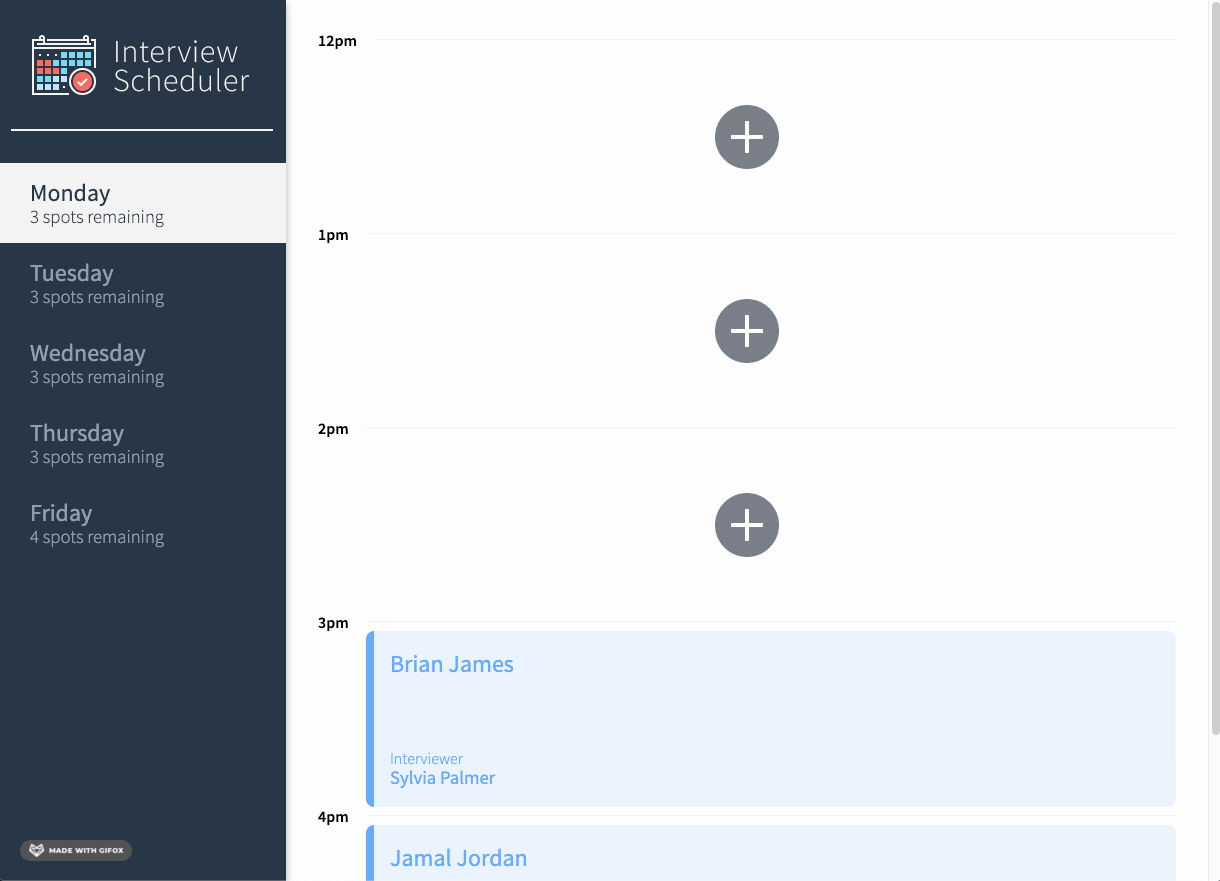 Interview
Scheduler
Monday
3 spots remaining
Tuesday
3 spots remaining
Wednesday
3 spots remaining
Thursday
3 spots remaining
Friday
4 spots remaining
MADE WITH GIFOX
12pm
1pm
2pm
3pm
Brian James
Interviewer
Sylvia Palmer
4pm
Jamal Jordan